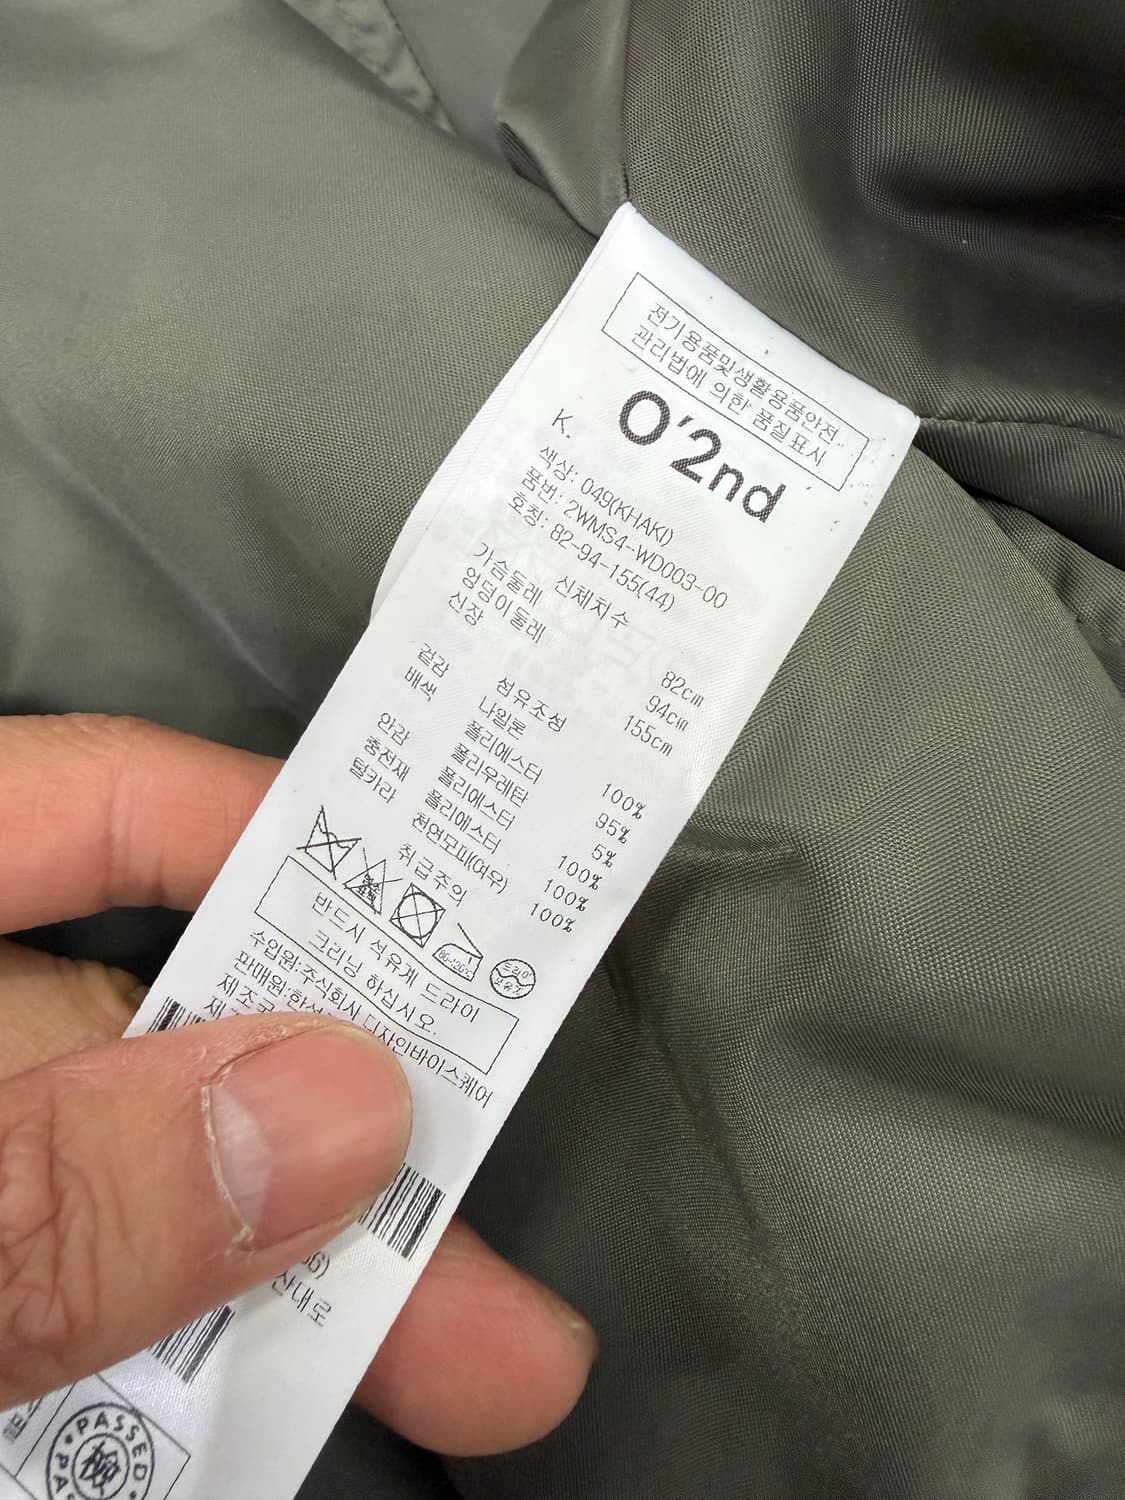 전기용품및생활용품안전
관리법에 의한 품질표시
K. O'2nd
색상: 049(KHAKI)
품번: 2WMS4-WD003-00
호칭: 82-94-155(44)
신체치수
가슴둘레 82cm
엉덩이둘레 94cm
신장 155cm
섬유조성
겉감 나일론 100%
배색 폴리에스터 95%
폴리우레탄 5%
안감 폴리에스터 100%
충전재 폴리에스터 100%
털카라 천연모피(여우) 100%
취급주의
반드시 석유계 드라이
크리닝 하십시오.
수입원:주식회사 디자인바이스퀘어
판매원:한섬
제조국
PASSED